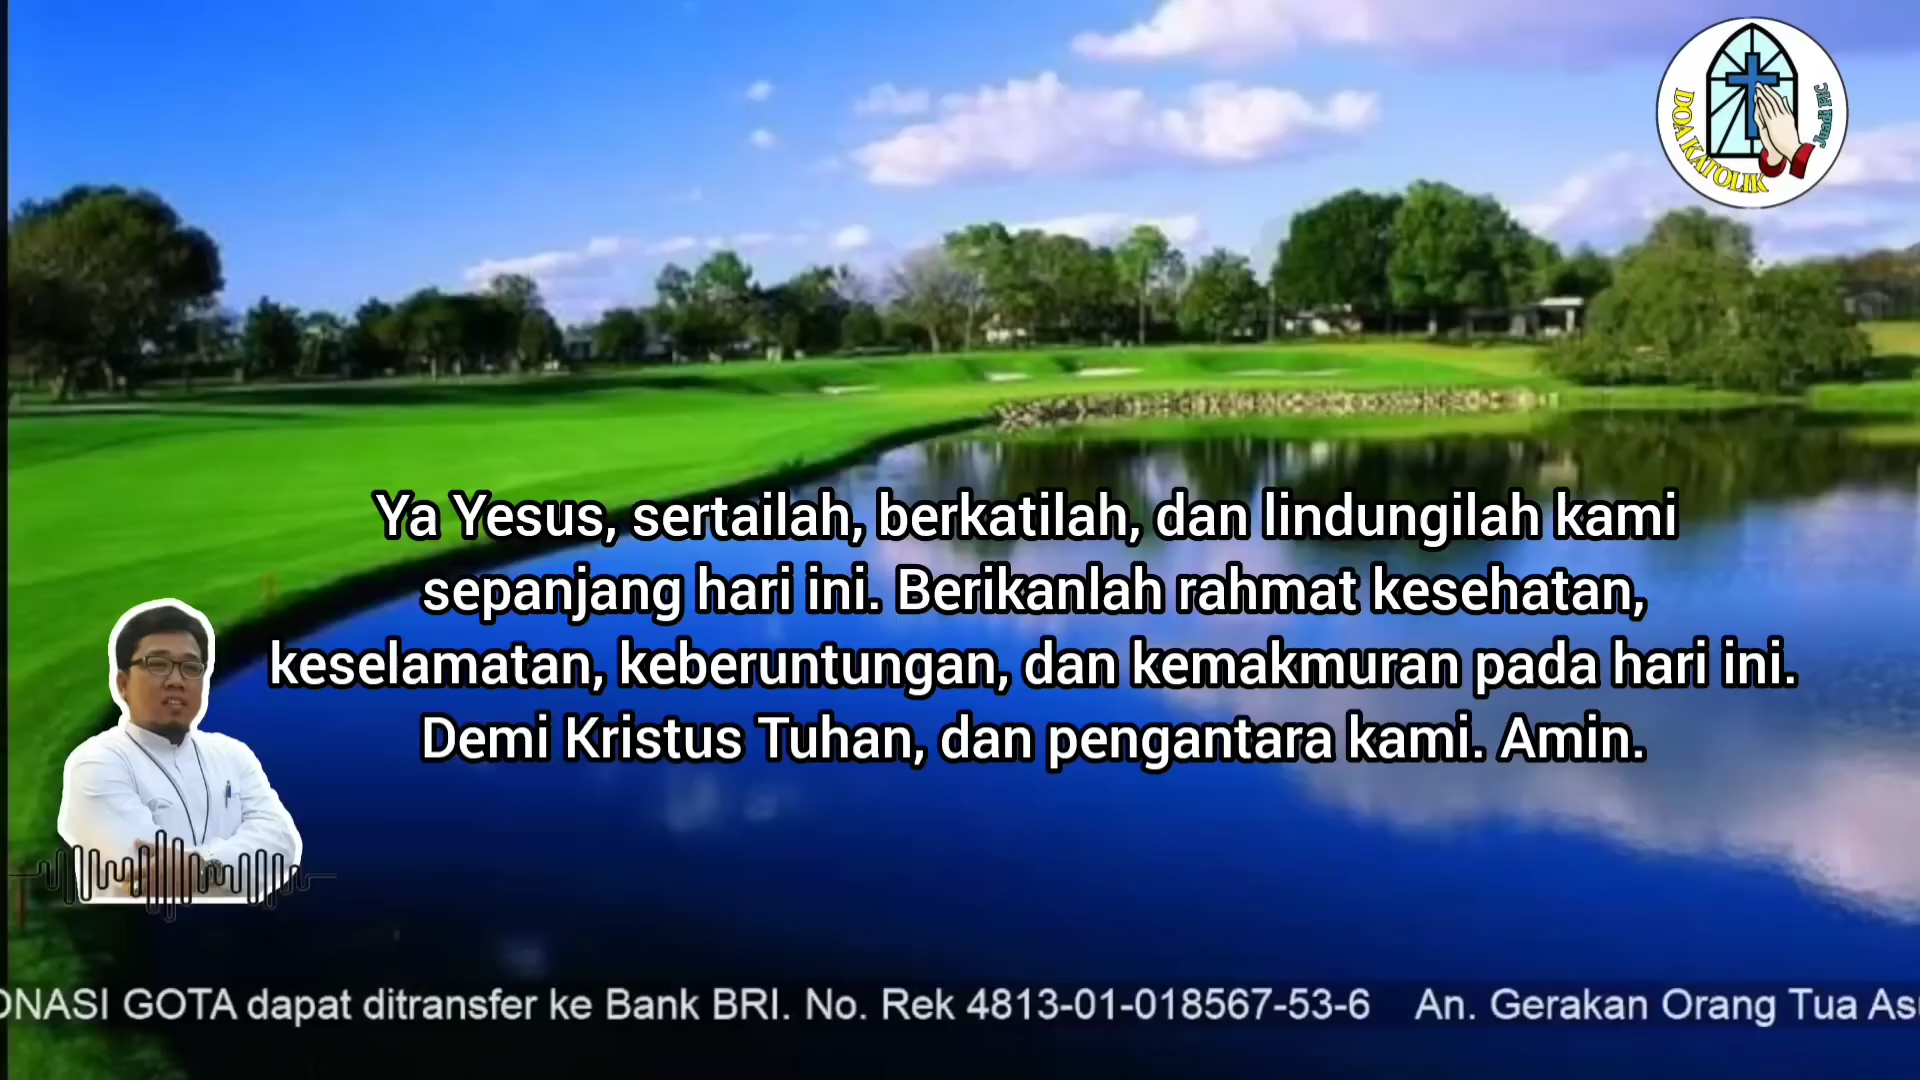 DOA KATOLIK
Ya Yesus, sertailah, berkatilah, dan lindungilah kami
sepanjang hari ini. Berikanlah rahmat kesehatan,
keselamatan, keberuntungan, dan kemakmuran pada hari ini.
Demi Kristus Tuhan, dan pengantara kami. Amin.
ONASI GOTA dapat ditransfer ke Bank BRI. No. Rek 4813-01-018567-53-6 An. Gerakan Orang Tua